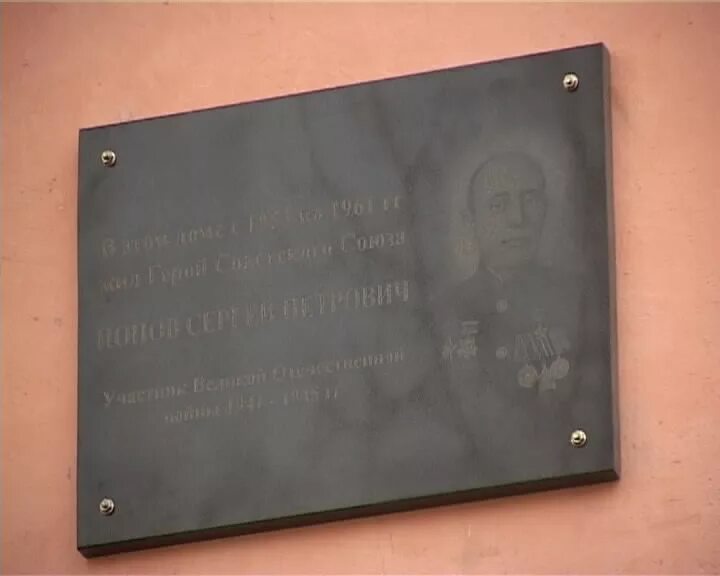 В этом доме с по 1961 гг
жил Герой Советского Союза
ПОПОВ СЕРГЕЙ ПЕТРОВИЧ
Участник Великой Отечественной
войны 1941 - 1945 гг